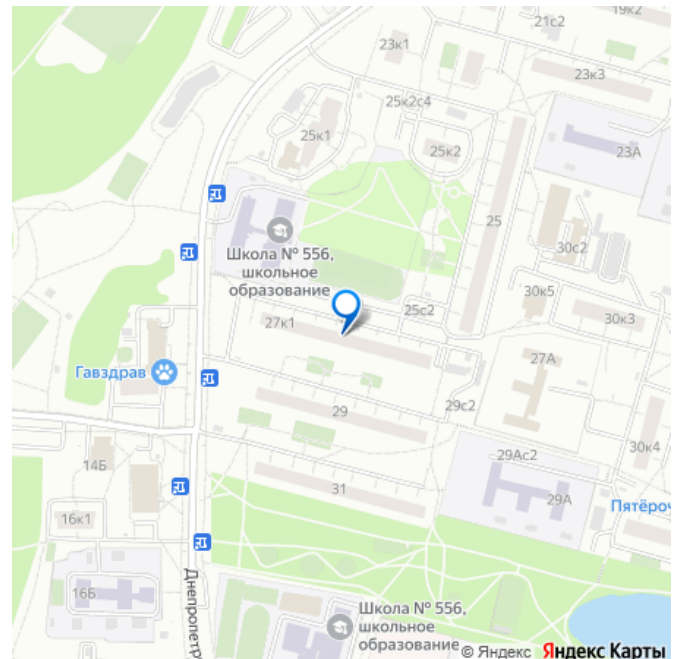 19к2
21с2
23к1
23к3
25к2с4
25к1
25к2
23А
25
Школа № 556,
школьное
образование
30с2
30к5
25с2
30к3
27к1
27А
Гавздрав
29
29с2
30к4
14Б
29Ас2
31
29А
Пятёроч
16к1
16Б
Днепропетр
Школа № 556,
школьное
образование
© Яндекс Яндекс Карты